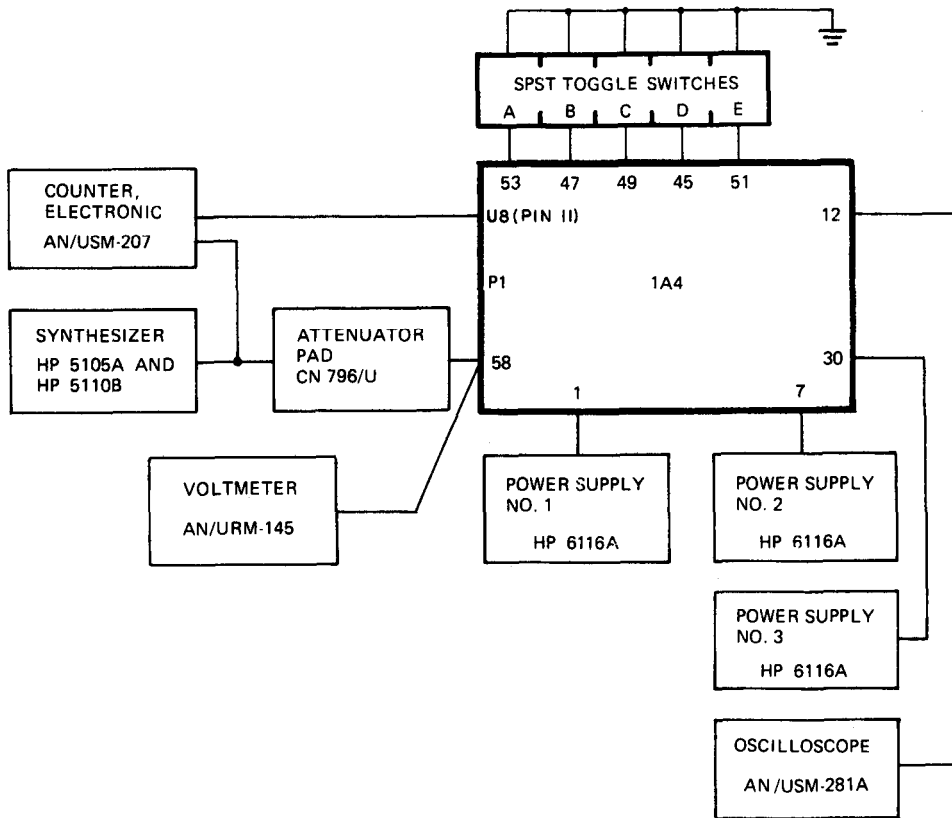 SPST TOGGLE SWITCHES
A B C D E
53 47 49 45 51
COUNTER,
ELECTRONIC
AN/USM-207
U8 (PIN II)
12
P1
1A4
SYNTHESIZER
HP 5105A AND
HP 5110B
ATTENUATOR
PAD
CN 796/U
58
30
1
7
VOLTMETER
AN/URM-145
POWER SUPPLY
NO. 1
HP 6116A
POWER SUPPLY
NO. 2
HP 6116A
POWER SUPPLY
NO. 3
HP 6116A
OSCILLOSCOPE
AN/USM-281A